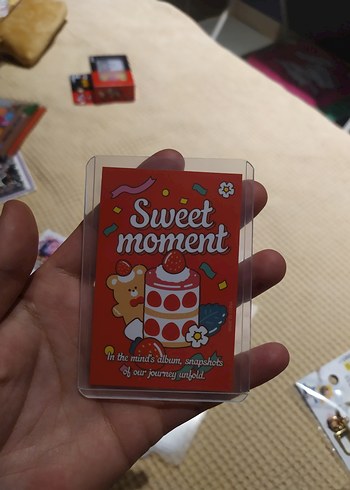 Sweet
moment
In the mind's album, snapshots
of our journey unfold.